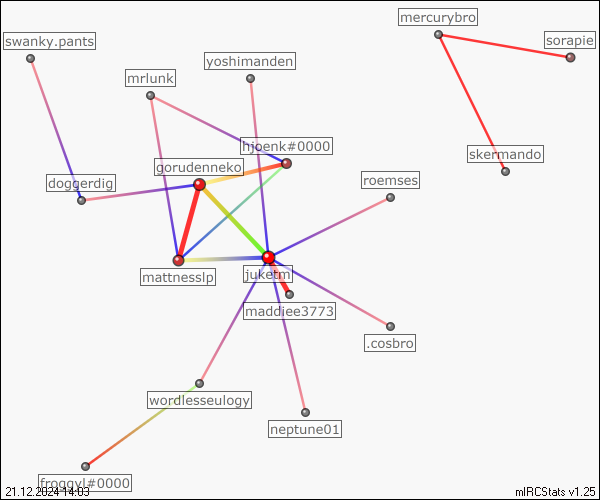 mercurybro
swanky.pants
sorapie
yoshimanden
mrlunk
hjoenk#0000
skermando
gorudenneko
doggerdig
roemses
mattnesslp
juketm
maddiee3773
.cosbro
wordlesseulogy
neptune01
froggyl#0000
21.12.2024 14:03
mIRCStats v1.25